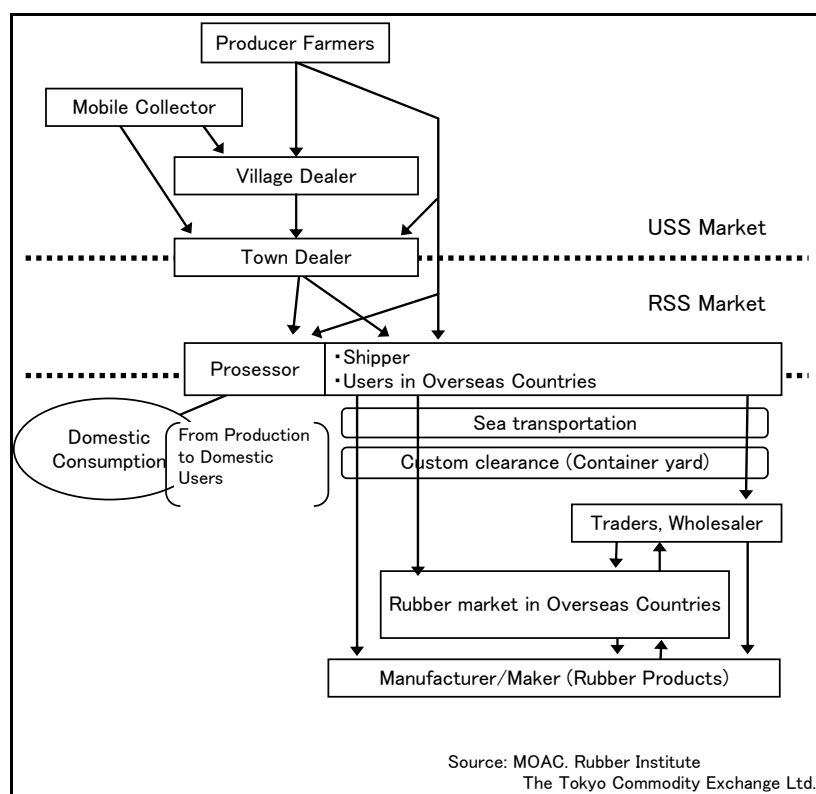 Producer Farmers
Mobile Collector
Village Dealer
USS Market
Town Dealer
RSS Market
Prosessor
・Shipper
・Users in Overseas Countries
Sea transportation
Domestic
Consumption
From Production
to Domestic
Users
Custom clearance (Container yard)
Traders, Wholesaler
Rubber market in Overseas Countries
Manufacturer/Maker (Rubber Products)
Source: MOAC. Rubber Institute
The Tokyo Commodity Exchange Ltd.